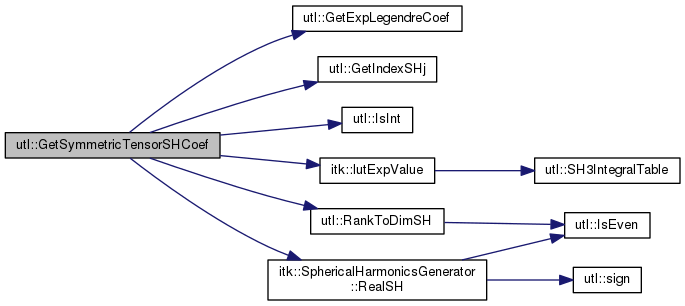 utl::GetExpLegendreCoef
utl::GetIndexSHj
utl::GetSymmetricTensorSHCoef
utl::IsInt
itk::lutExpValue
utl::SH3IntegralTable
utl::RankToDimSH
utl::IsEven
itk::SphericalHarmonicsGenerator
::RealSH
utl::sign